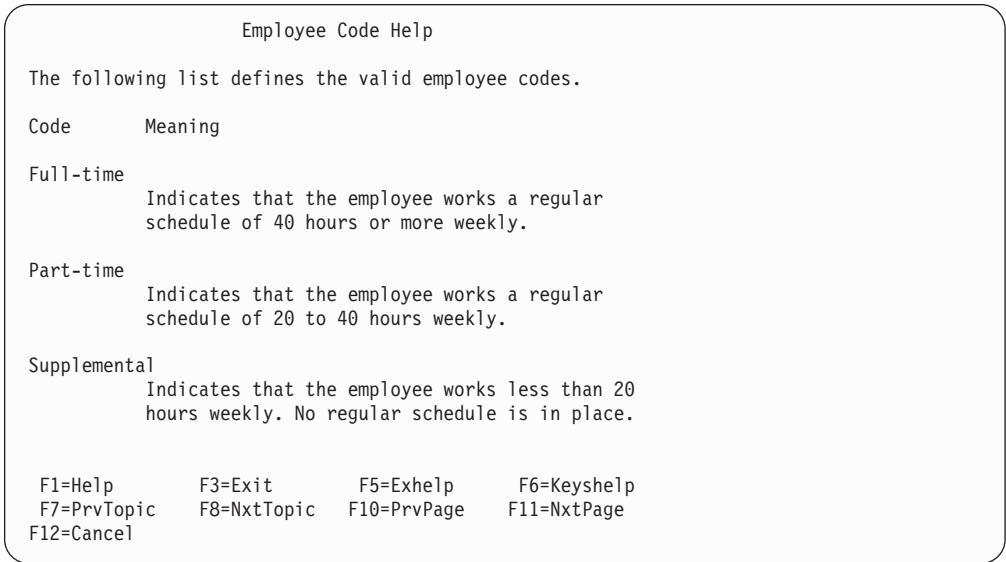 Employee Code Help
The following list defines the valid employee codes.
Code Meaning
Full-time
Indicates that the employee works a regular
schedule of 40 hours or more weekly.
Part-time
Indicates that the employee works a regular
schedule of 20 to 40 hours weekly.
Supplemental
Indicates that the employee works less than 20
hours weekly. No regular schedule is in place.
F1=Help F3=Exit F5=Exhelp F6=Keyshelp
F7=PrvTopic F8=NxtTopic F10=PrvPage F11=NxtPage
F12=Cancel